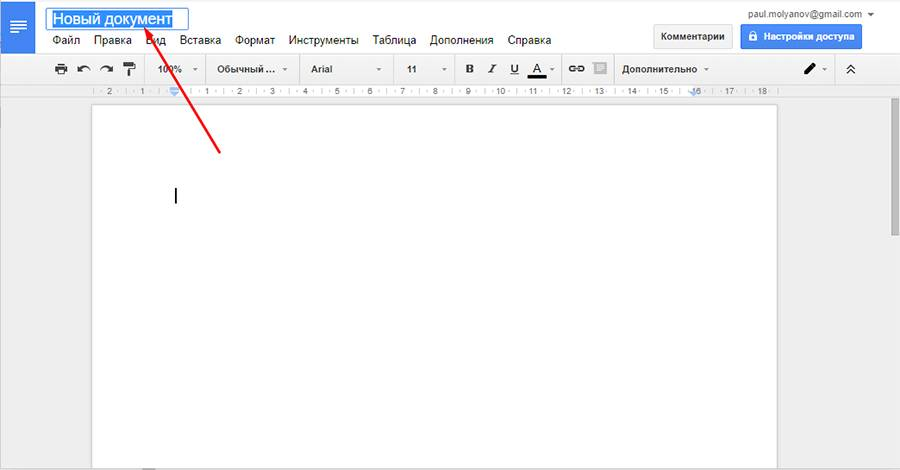 Новый документ
paul.molyanov@gmail.com
Файл Правка Вид Вставка Формат Инструменты Таблица Дополнения Справка
Комментарии
Настройки доступа
100% Обычный ... Arial 11 B I U A Дополнительно
2 1 1 2 3 4 5 6 7 8 9 10 11 12 13 14 15 16 17 18